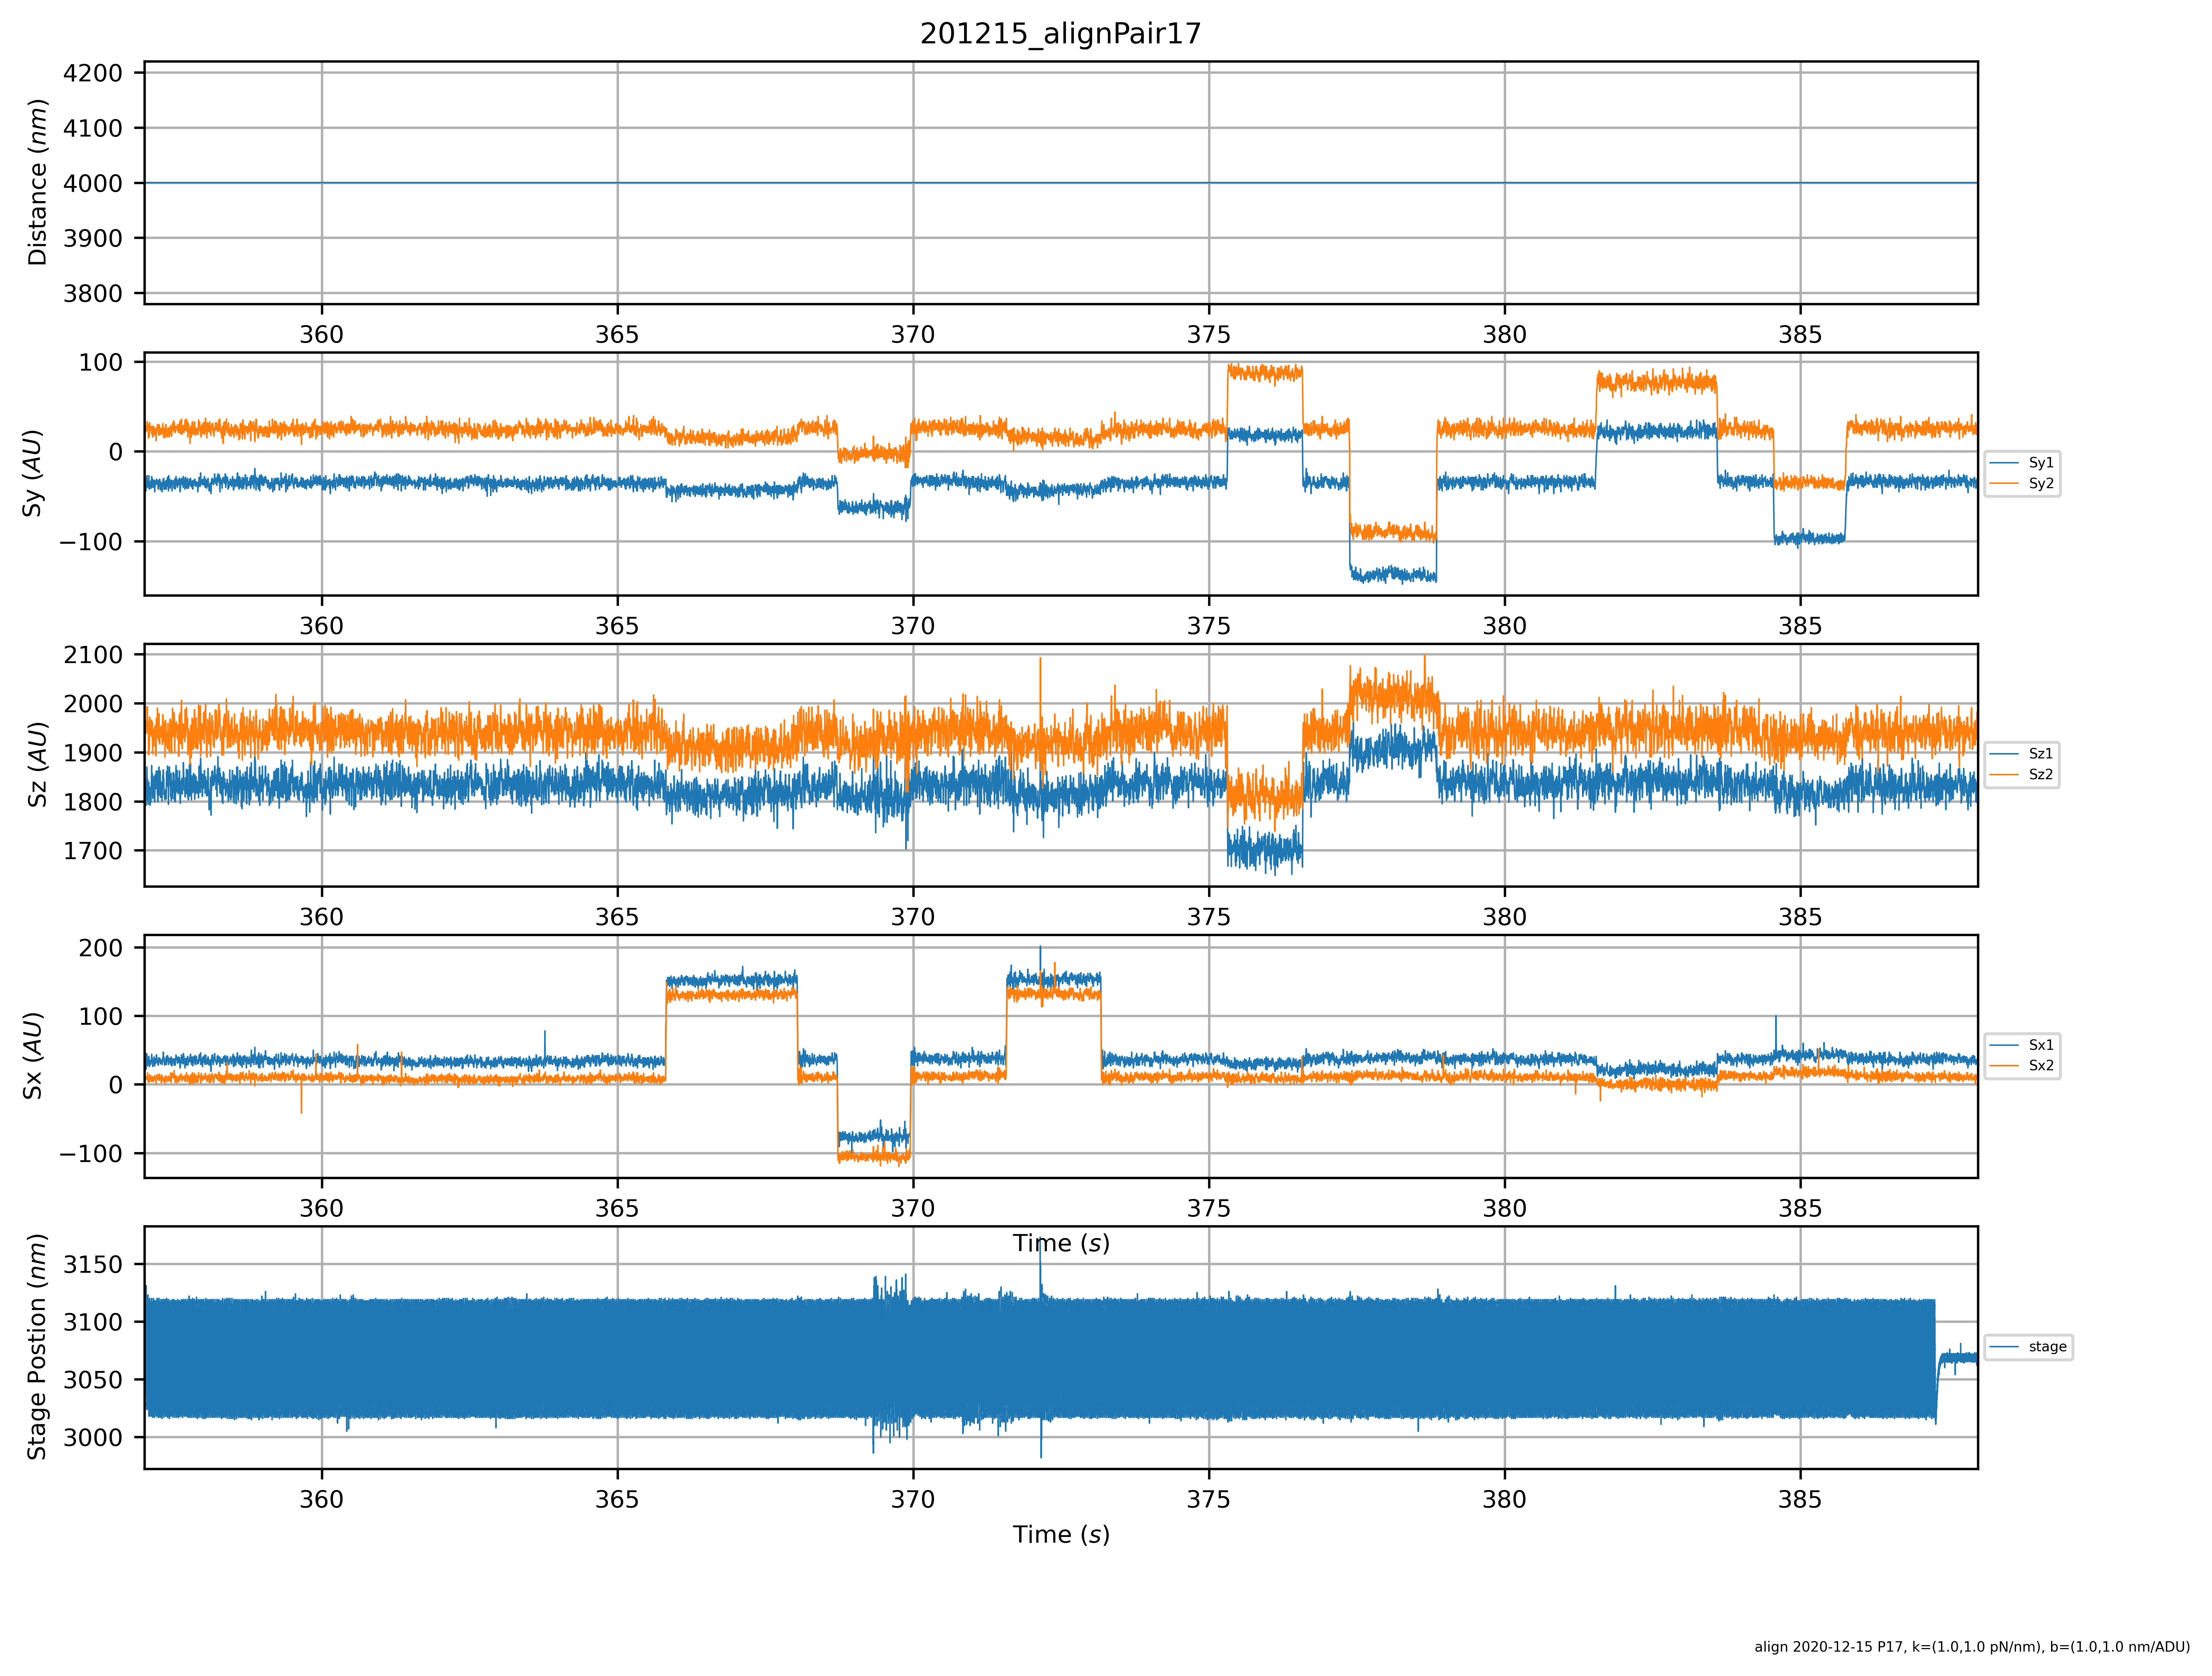 201215_alignPair17
4200
4100
4000
3900
3800
Distance (nm)
360 365 370 375 380 385
100
0
−100
Sy (AU)
Sy1
Sy2
360 365 370 375 380 385
2100
2000
1900
1800
1700
Sz (AU)
Sz1
Sz2
360 365 370 375 380 385
200
100
0
−100
Sx (AU)
Sx1
Sx2
360 365 370 375 380 385
Time (s)
3150
3100
3050
3000
Stage Postion (nm)
stage
360 365 370 375 380 385
Time (s)
align 2020-12-15 P17, k=(1.0,1.0 pN/nm), b=(1.0,1.0 nm/ADU)